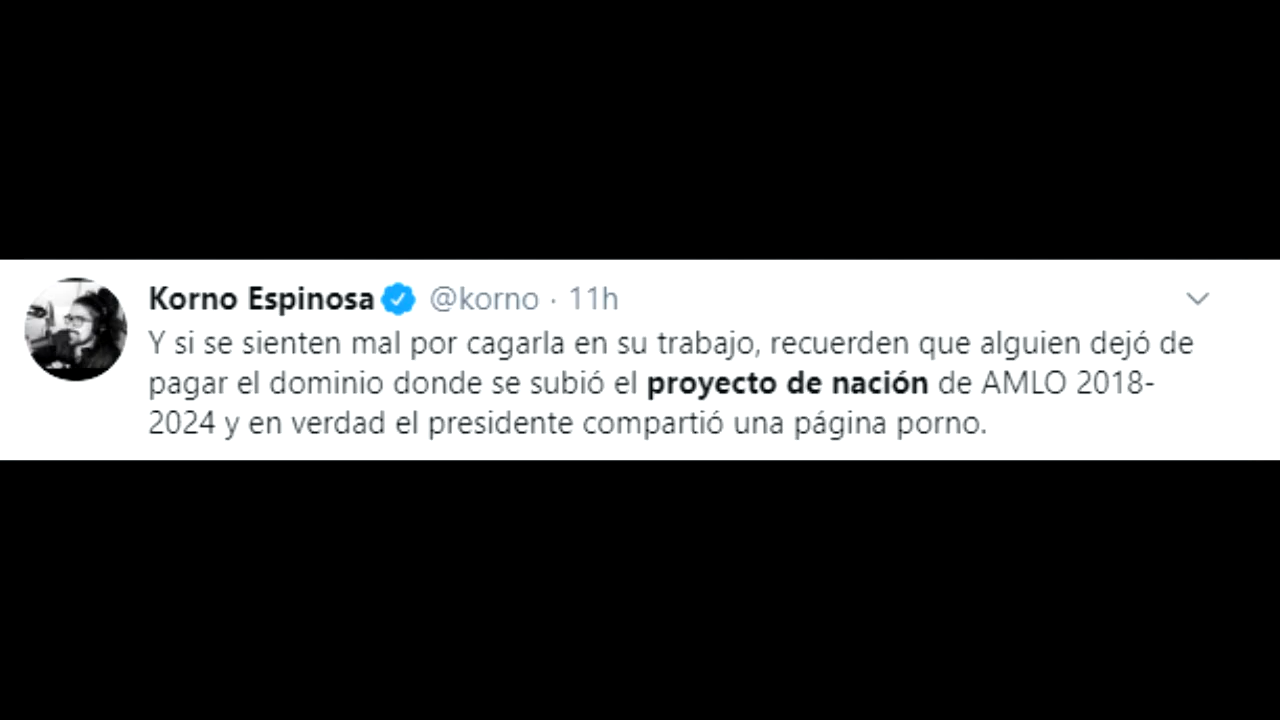 Korno Espinosa @korno · 11h
Y si se sienten mal por cagarla en su trabajo, recuerden que alguien dejó de
pagar el dominio donde se subió el proyecto de nación de AMLO 2018-
2024 y en verdad el presidente compartió una página porno.